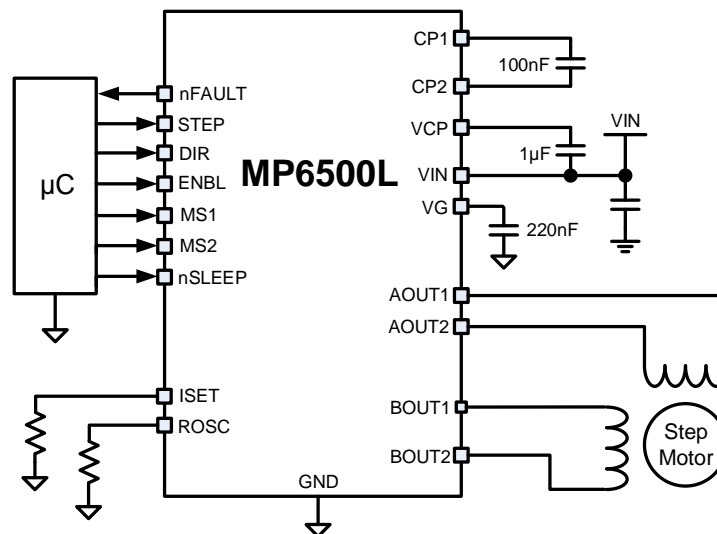 CP1
100nF
CP2
nFAULT
STEP
VCP
VIN
DIR
MP6500L
1µF
µC
ENBL
VIN
MS1
VG
220nF
MS2
nSLEEP
AOUT1
AOUT2
ISET
BOUT1
ROSC
Step
Motor
BOUT2
GND